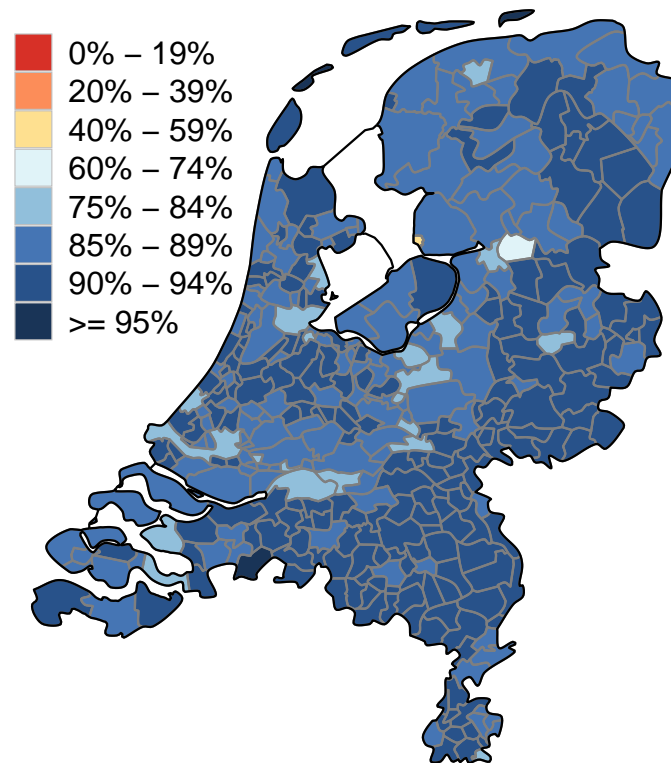 0% – 19%
20% – 39%
40% – 59%
60% – 74%
75% – 84%
85% – 89%
90% – 94%
>= 95%